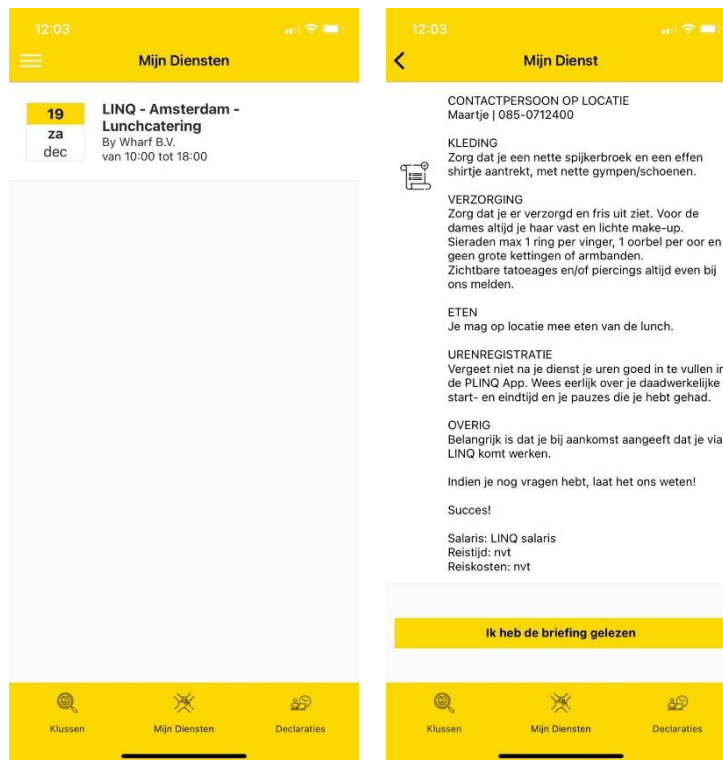 12:03
Mijn Diensten
19
za
dec
LINQ - Amsterdam -
Lunchcatering
By Wharf B.V.
van 10:00 tot 18:00
Klussen
Mijn Diensten
Declaraties
12:03
Mijn Dienst
CONTACTPERSOON OP LOCATIE
Maartje | 085-0712400
KLEDING
Zorg dat je een nette spijkerbroek en een effen
shirtje aantrekt, met nette gympen/schoenen.
VERZORGING
Zorg dat je er verzorgd en fris uit ziet. Voor de
dames altijd je haar vast en lichte make-up.
Sieraden max 1 ring per vinger, 1 oorbel per oor en
geen grote kettingen of armbanden.
Zichtbare tatoeages en/of piercings altijd even bij
ons melden.
ETEN
Je mag op locatie mee eten van de lunch.
URENREGISTRATIE
Vergeet niet na je dienst je uren goed in te vullen in
de PLINQ App. Wees eerlijk over je daadwerkelijke
start- en eindtijd en je pauzes die je hebt gehad.
OVERIG
Belangrijk is dat je bij aankomst aangeeft dat je via
LINQ komt werken.
Indien je nog vragen hebt, laat het ons weten!
Succes!
Salaris: LINQ salaris
Reistijd: nvt
Reiskosten: nvt
Ik heb de briefing gelezen
Klussen
Mijn Diensten
Declaraties